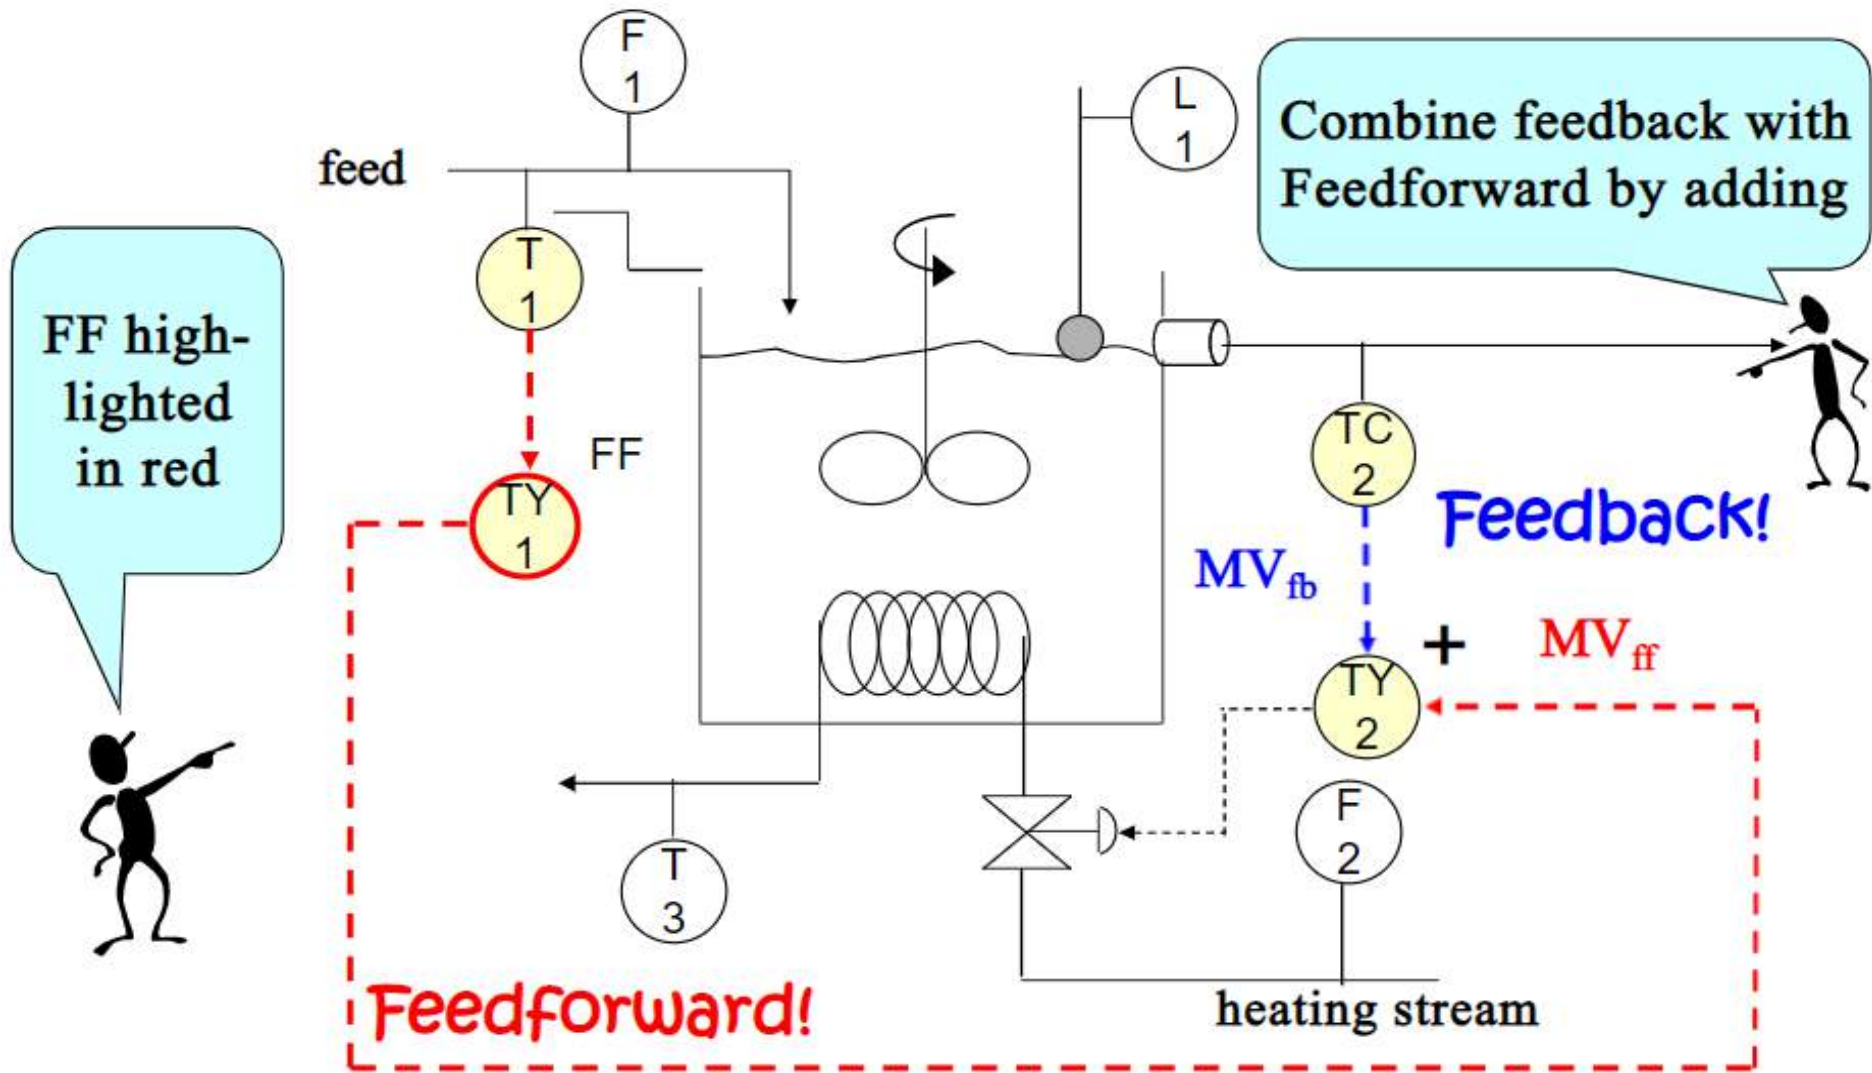 F
1
L
1
Combine feedback with
Feedforward by adding
feed
T
1
FF high-
lighted
in red
FF
TC
2
TY
1
Feedback!
MVfb
+
MVff
TY
2
F
2
T
3
Feedforward!
heating stream